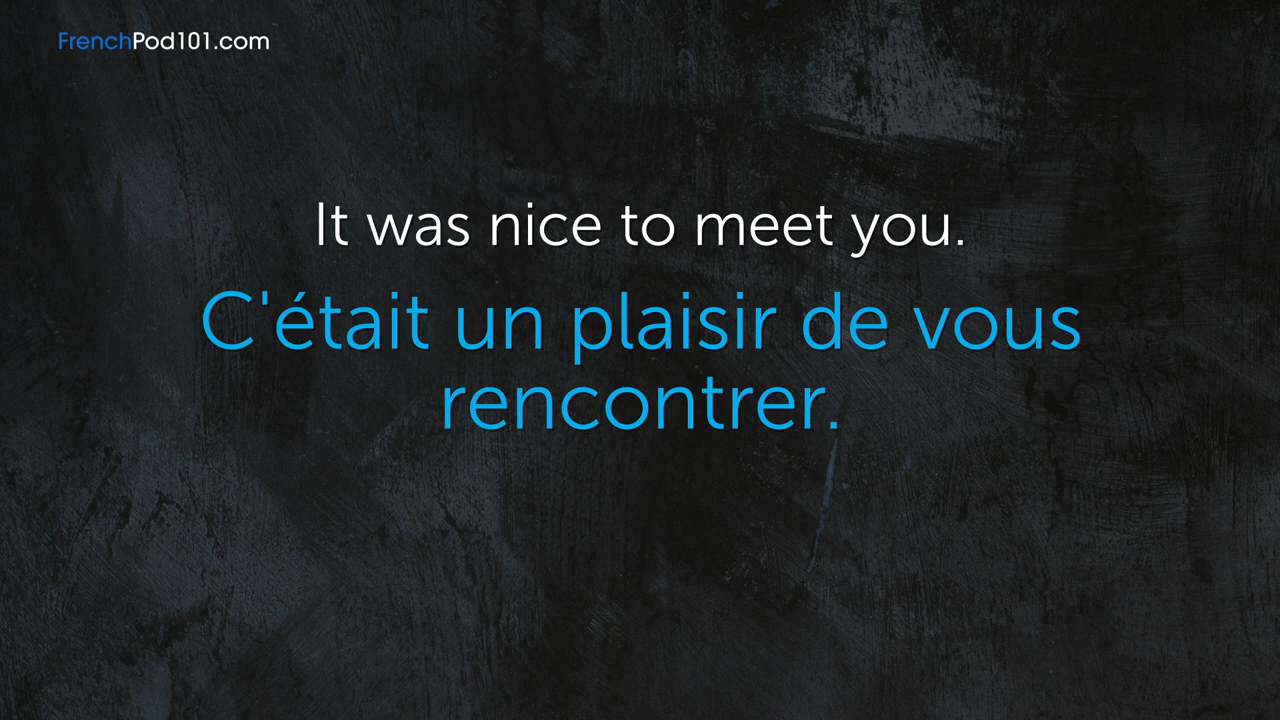 FrenchPod101.com
It was nice to meet you.
C'était un plaisir de vous
rencontrer.